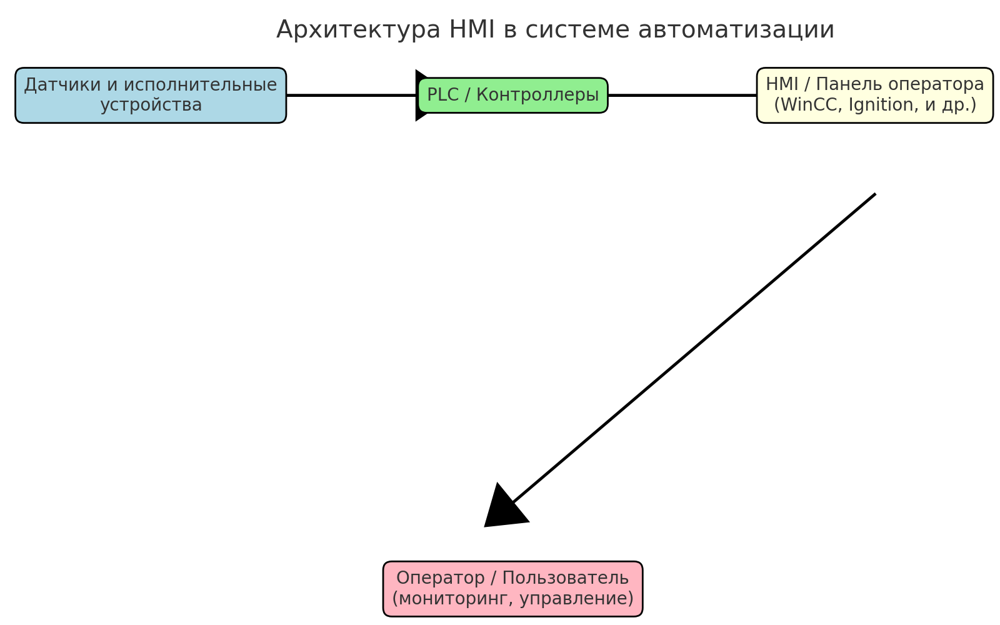 Архитектура HMI в системе автоматизации
Датчики и исполнительные
устройства
PLC / Контроллеры
HMI / Панель оператора
(WinCC, Ignition, и др.)
Оператор / Пользователь
(мониторинг, управление)